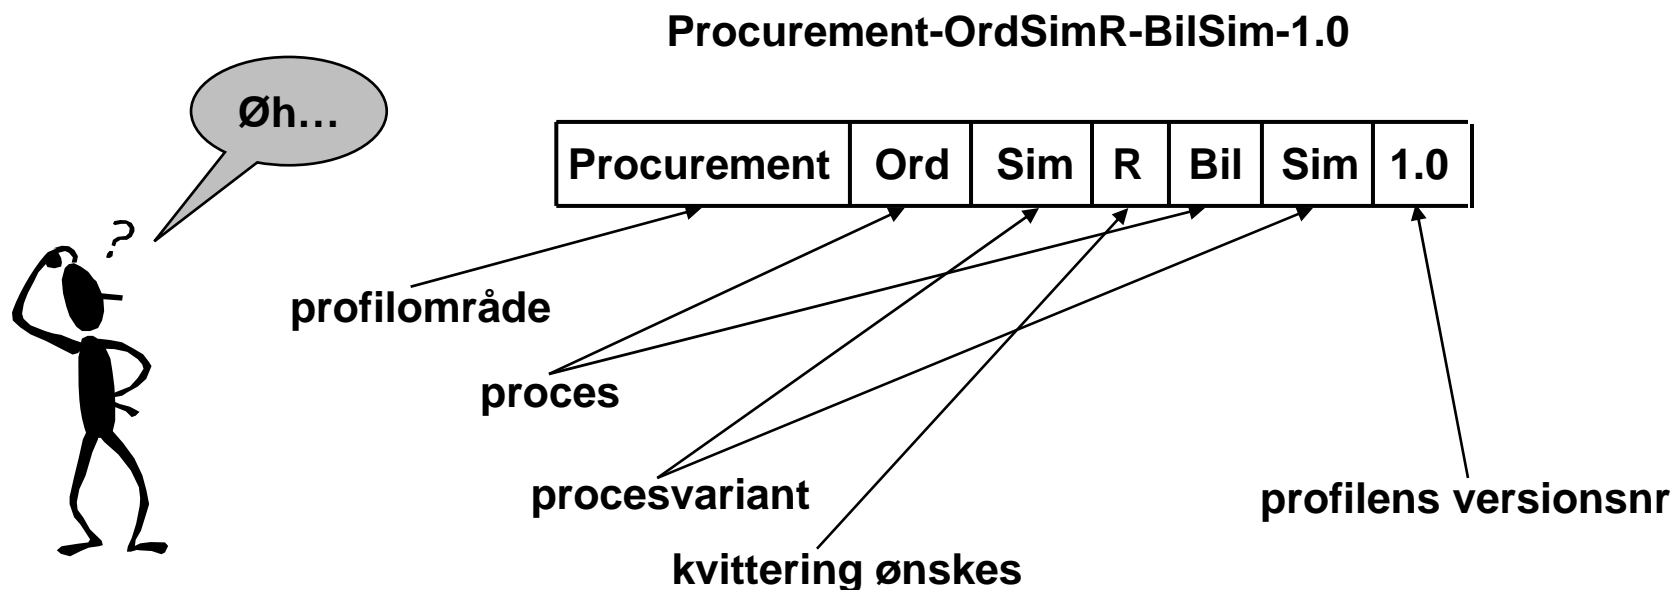 Procurement-OrdSimR-BilSim-1.0
Øh…
Procurement Ord Sim R Bil Sim 1.0
?
profilområde
proces
procesvariant
profilens versionsnr
kvittering ønskes